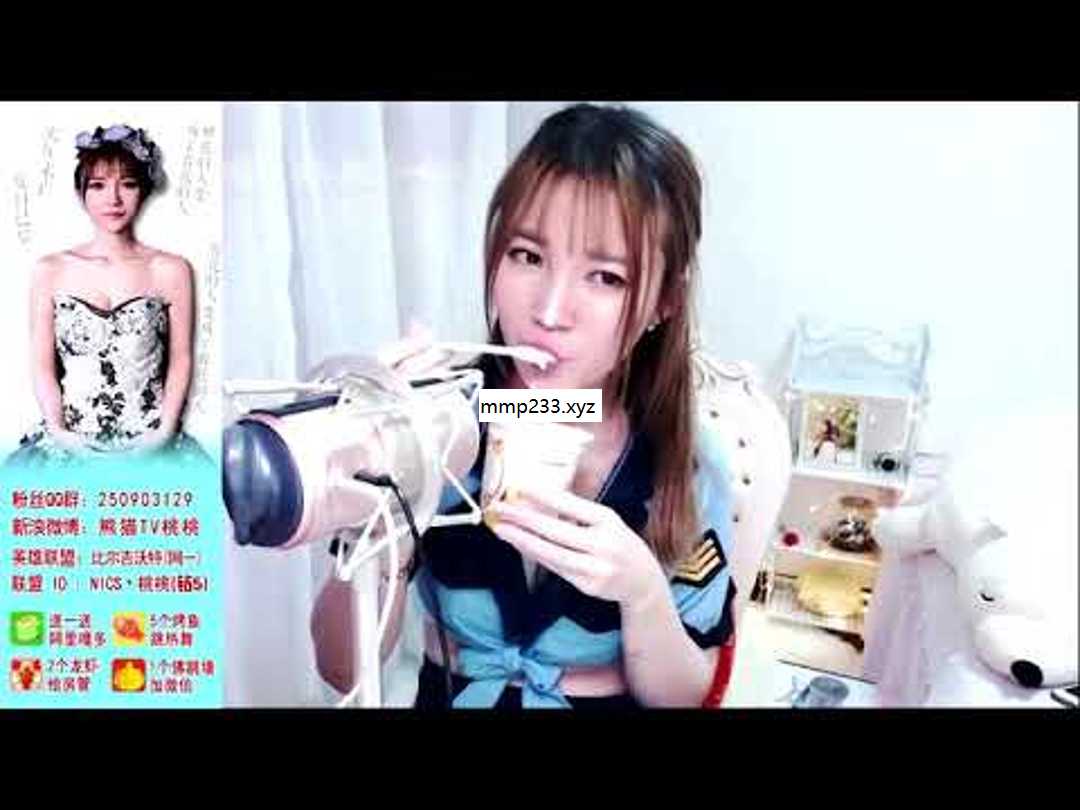 mmp233.xyz
粉丝QQ群：250903129
新浪微博：熊猫TV桃桃
英雄联盟：比尔吉沃特(网一)
联盟 ID：NICS丶桃桃(钻5)
送一送
阿里嘎多
5个烤鱼
跳热舞
2个龙虾
给房管
1个佛跳墙
加微信